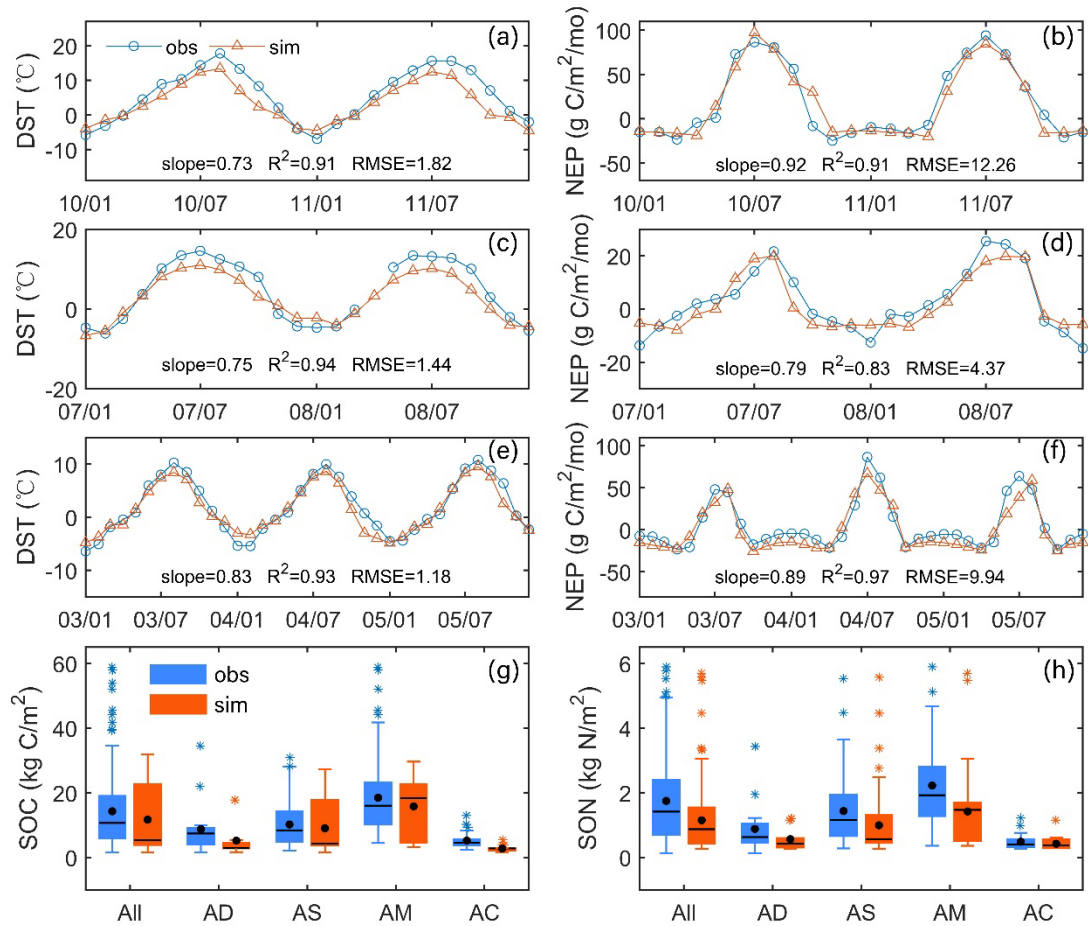 DST (℃)
20
10
0
-10
obs
sim
(a)
slope=0.73 R²=0.91 RMSE=1.82
10/01 10/07 11/01 11/07
NEP (g C/m²/mo)
100
50
0
-50
(b)
slope=0.92 R²=0.91 RMSE=12.26
10/01 10/07 11/01 11/07
DST (℃)
20
0
-20
(c)
slope=0.75 R²=0.94 RMSE=1.44
07/01 07/07 08/01 08/07
NEP (g C/m²/mo)
20
0
-20
(d)
slope=0.79 R²=0.83 RMSE=4.37
07/01 07/07 08/01 08/07
DST (℃)
10
0
-10
(e)
slope=0.83 R²=0.93 RMSE=1.18
03/01 03/07 04/01 04/07 05/01 05/07
NEP (g C/m²/mo)
100
50
0
-50
(f)
slope=0.89 R²=0.97 RMSE=9.94
03/01 03/07 04/01 04/07 05/01 05/07
SOC (kg C/m²)
60
40
20
0
obs
sim
(g)
All AD AS AM AC
SON (kg N/m²)
6
4
2
0
(h)
All AD AS AM AC